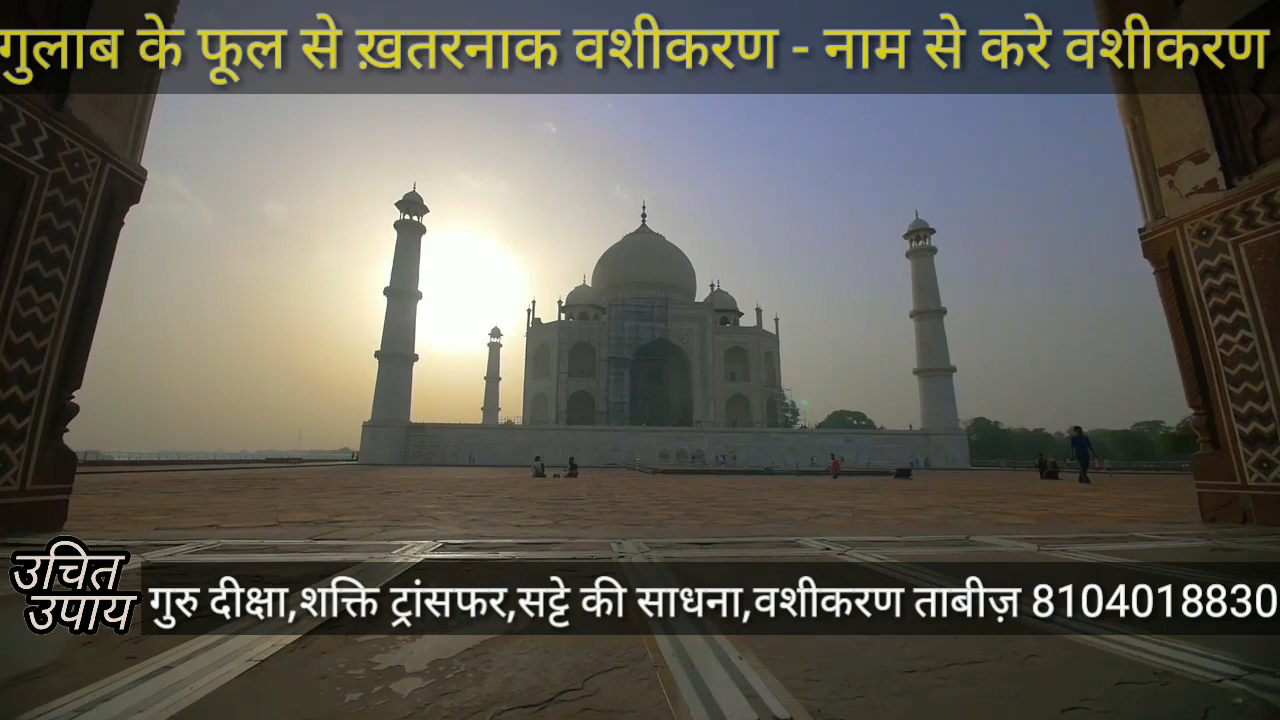 गुलाब के फूल से ख़तरनाक वशीकरण - नाम से करे वशीकरण
उचित
उपाय
गुरु दीक्षा,शक्ति ट्रांसफर,सट्टे की साधना,वशीकरण ताबीज़ 8104018830